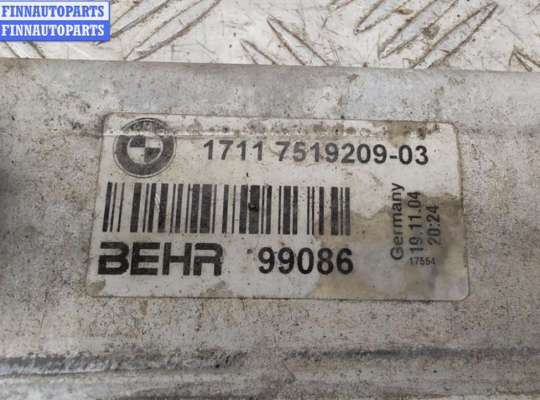 FINNAUTOPARTS
FINNAUTOPARTS
1711 7519209-03
BEHR 99086
Germany
19.11.04
20:24
17554